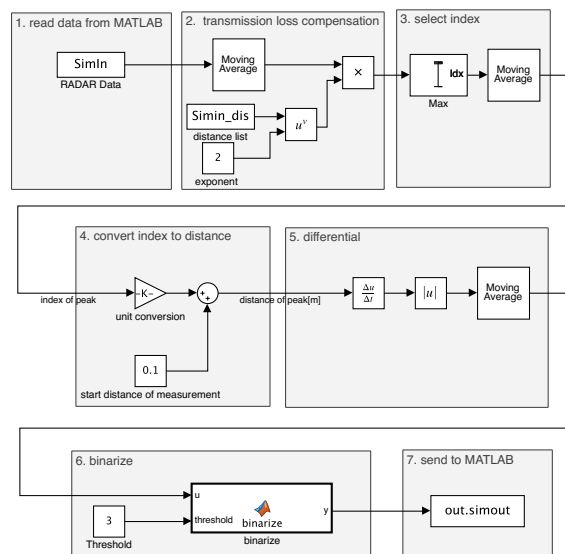 1. read data from MATLAB
SimIn
RADAR Data
2. transmission loss compensation
Moving
Average
×
Simin_dis
distance list
u^v
2
exponent
3. select index
Idx
Max
Moving
Average
4. convert index to distance
index of peak
-K-
unit conversion
+
+
distance of peak[m]
0.1
start distance of measurement
5. differential
Δu
Δt
|u|
Moving
Average
6. binarize
u
threshold
binarize
y
binarize
3
Threshold
7. send to MATLAB
out.simout